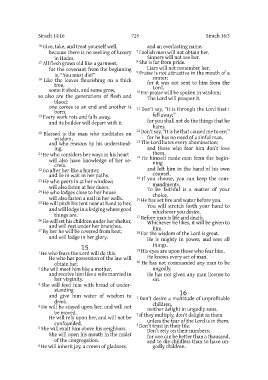 Sirach 14:16
725
Sirach 16:3
16 Give, take, and treat yourself well,
because there is no seeking of luxury
in Hades.
17 All flesh grows old like a garment,
for the covenant from the beginning
is, "You must die!"
18 Like the leaves flourishing on a thick
tree,
some it sheds, and some grow,
so also are the generations of flesh and
blood:
one comes to an end and another is
born.
19 Every work rots and falls away,
and its builder will depart with it.
20 Blessed is the man who meditates on
wisdom,
and who reasons by his understand-
ing.
21 He who considers her ways in his heart
will also have knowledge of her se-
crets.
22 Go after her like a hunter,
and lie in wait in her paths.
23 He who peers in at her windows
will also listen at her doors.
24 He who lodges close to her house
will also fasten a nail in her walls.
25 He will pitch his tent near at hand to her,
and will lodge in a lodging where good
things are.
26 He will set his children under her shelter,
and will rest under her branches.
27 By her he will be covered from heat,
and will lodge in her glory.
15
1 He who fears the Lord will do this.
He who has possession of the law will
obtain her.
2 She will meet him like a mother,
and receive him like a wife married in
her virginity.
3 She will feed him with bread of under-
standing
and give him water of wisdom to
drink.
4 He will be stayed upon her, and will not
be moved.
He will rely upon her, and will not be
confounded.
5 She will exalt him above his neighbors.
She will open his mouth in the midst
of the congregation.
6 He will inherit joy, a crown of gladness,
and an everlasting name.
7 Foolish men will not obtain her.
Sinners will not see her.
8 She is far from pride.
Liars will not remember her.
9 Praise is not attractive in the mouth of a
sinner;
for it was not sent to him from the
Lord.
10 For praise will be spoken in wisdom;
The Lord will prosper it.
11 Don't say, "It is through the Lord that I
fell away;"
for you shall not do the things that he
hates.
12 Don't say, "It is he that caused me to err;"
for he has no need of a sinful man.
13 The Lord hates every abomination;
and those who fear him don't love
them.
14 He himself made man from the begin-
ning
and left him in the hand of his own
counsel.
15 If you choose, you can keep the com-
mandments.
To be faithful is a matter of your
choice.
16 He has set fire and water before you.
You will stretch forth your hand to
whichever you desire.
17 Before man is life and death.
Whichever he likes, it will be given to
him.
18 For the wisdom of the Lord is great.
He is mighty in power, and sees all
things.
19 His eyes are upon those who fear him.
He knows every act of man.
20 He has not commanded any man to be
ungodly.
He has not given any man license to
sin.
16
1 Don't desire a multitude of unprofitable
children,
neither delight in ungodly sons.
2 If they multiply, don't delight in them
unless the fear of the Lord is in them.
3 Don't trust in their life.
Don't rely on their numbers;
for one can be better than a thousand,
and to die childless than to have un-
godly children.